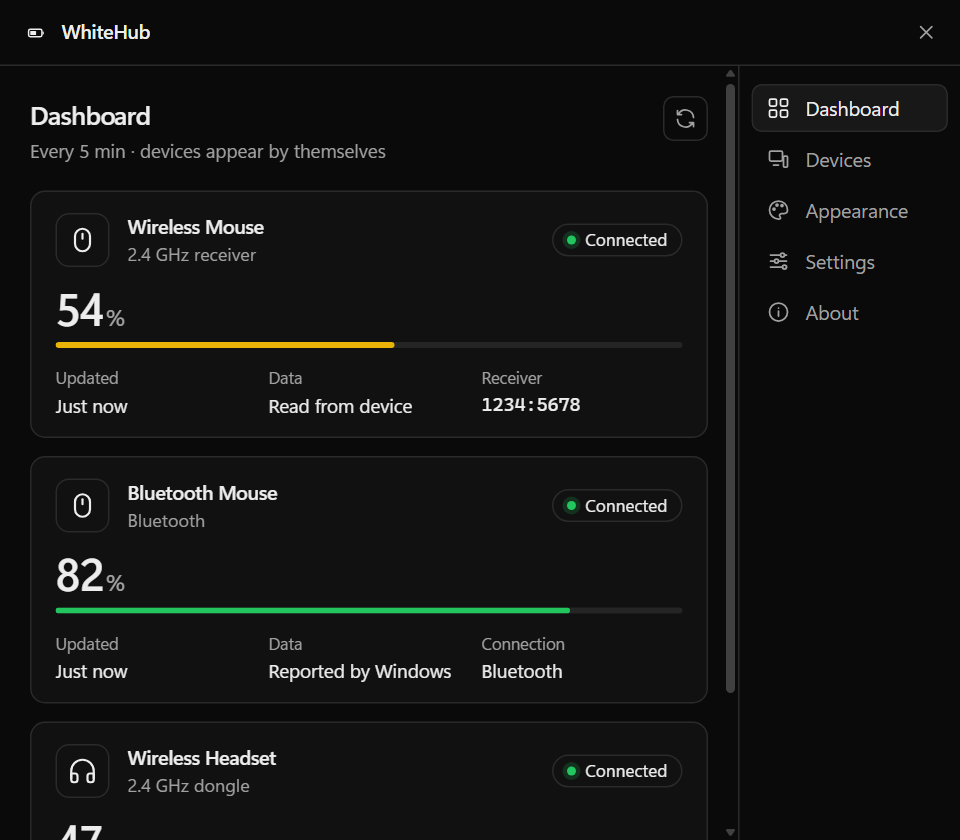 WhiteHub
Dashboard
Every 5 min · devices appear by themselves
Wireless Mouse
2.4 GHz receiver
Connected
54%
Updated
Just now
Data
Read from device
Receiver
1234:5678
Bluetooth Mouse
Bluetooth
Connected
82%
Updated
Just now
Data
Reported by Windows
Connection
Bluetooth
Wireless Headset
2.4 GHz dongle
Connected
47
Dashboard
Devices
Appearance
Settings
About